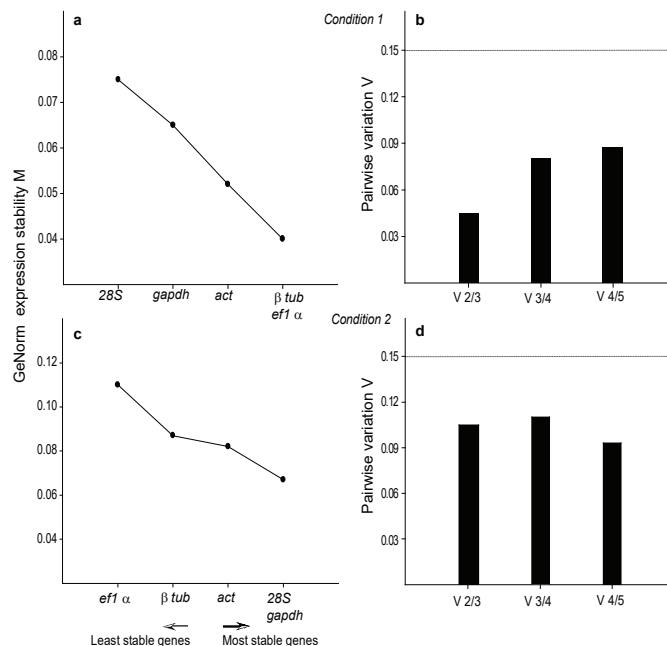 a
Condition 1
b
GeNorm expression stability M
0.08
0.07
0.06
0.05
0.04
28S
gapdh
act
β tub
ef1 α
Pairwise variation V
0.15
0.12
0.09
0.06
0.03
V 2/3
V 3/4
V 4/5
c
Condition 2
d
0.12
0.10
0.08
0.06
0.04
ef1 α
β tub
act
28S
gapdh
Least stable genes
Most stable genes
Pairwise variation V
0.15
0.12
0.09
0.06
0.03
V 2/3
V 3/4
V 4/5